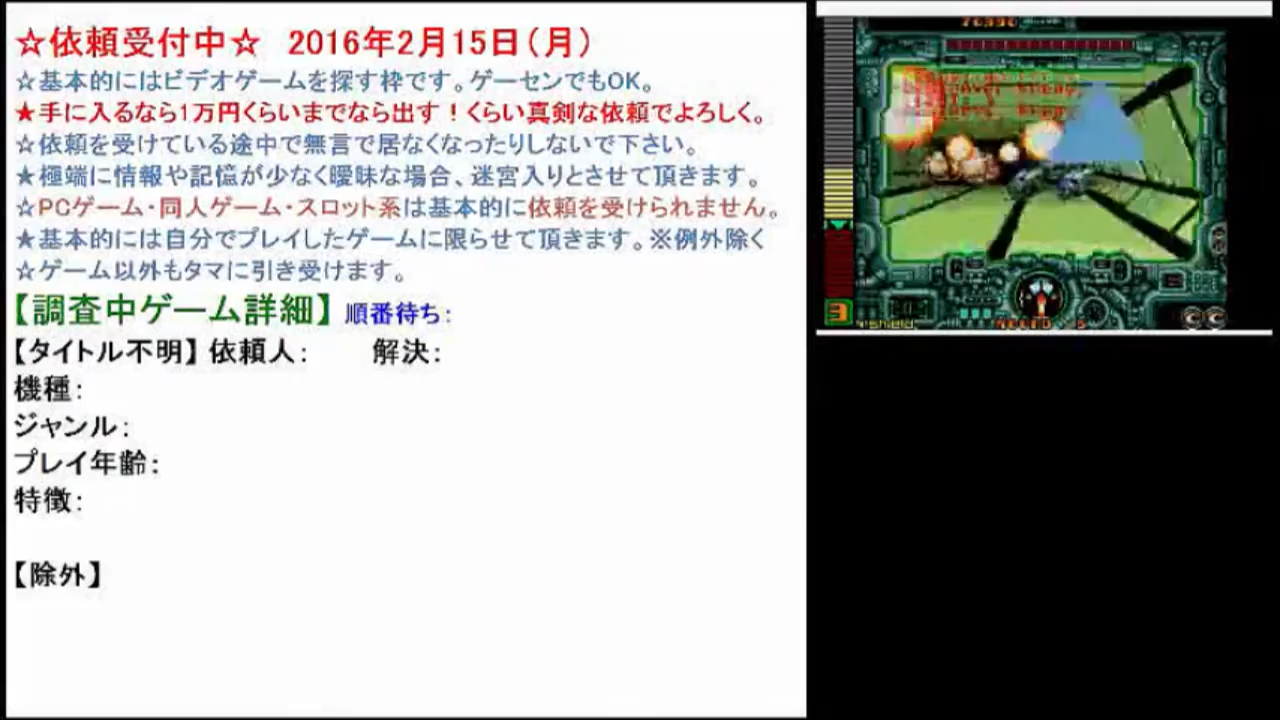 ☆依頼受付中☆　2016年2月15日(月)
☆基本的にはビデオゲームを探す枠です。ゲーセンでもOK。
★手に入るなら1万円くらいまでなら出す！くらい真剣な依頼でよろしく。
☆依頼を受けている途中で無言で居なくなったりしないで下さい。
★極端に情報や記憶が少なく曖昧な場合、迷宮入りとさせて頂きます。
☆PCゲーム・同人ゲーム・スロット系は基本的に依頼を受けられません。
★基本的には自分でプレイしたゲームに限らせて頂きます。※例外除く
☆ゲーム以外もタマに引き受けます。
【調査中ゲーム詳細】 順番待ち：
【タイトル不明】 依頼人：　　解決：
機種：
ジャンル：
プレイ年齢：
特徴：
【除外】
70390
3
shield
5